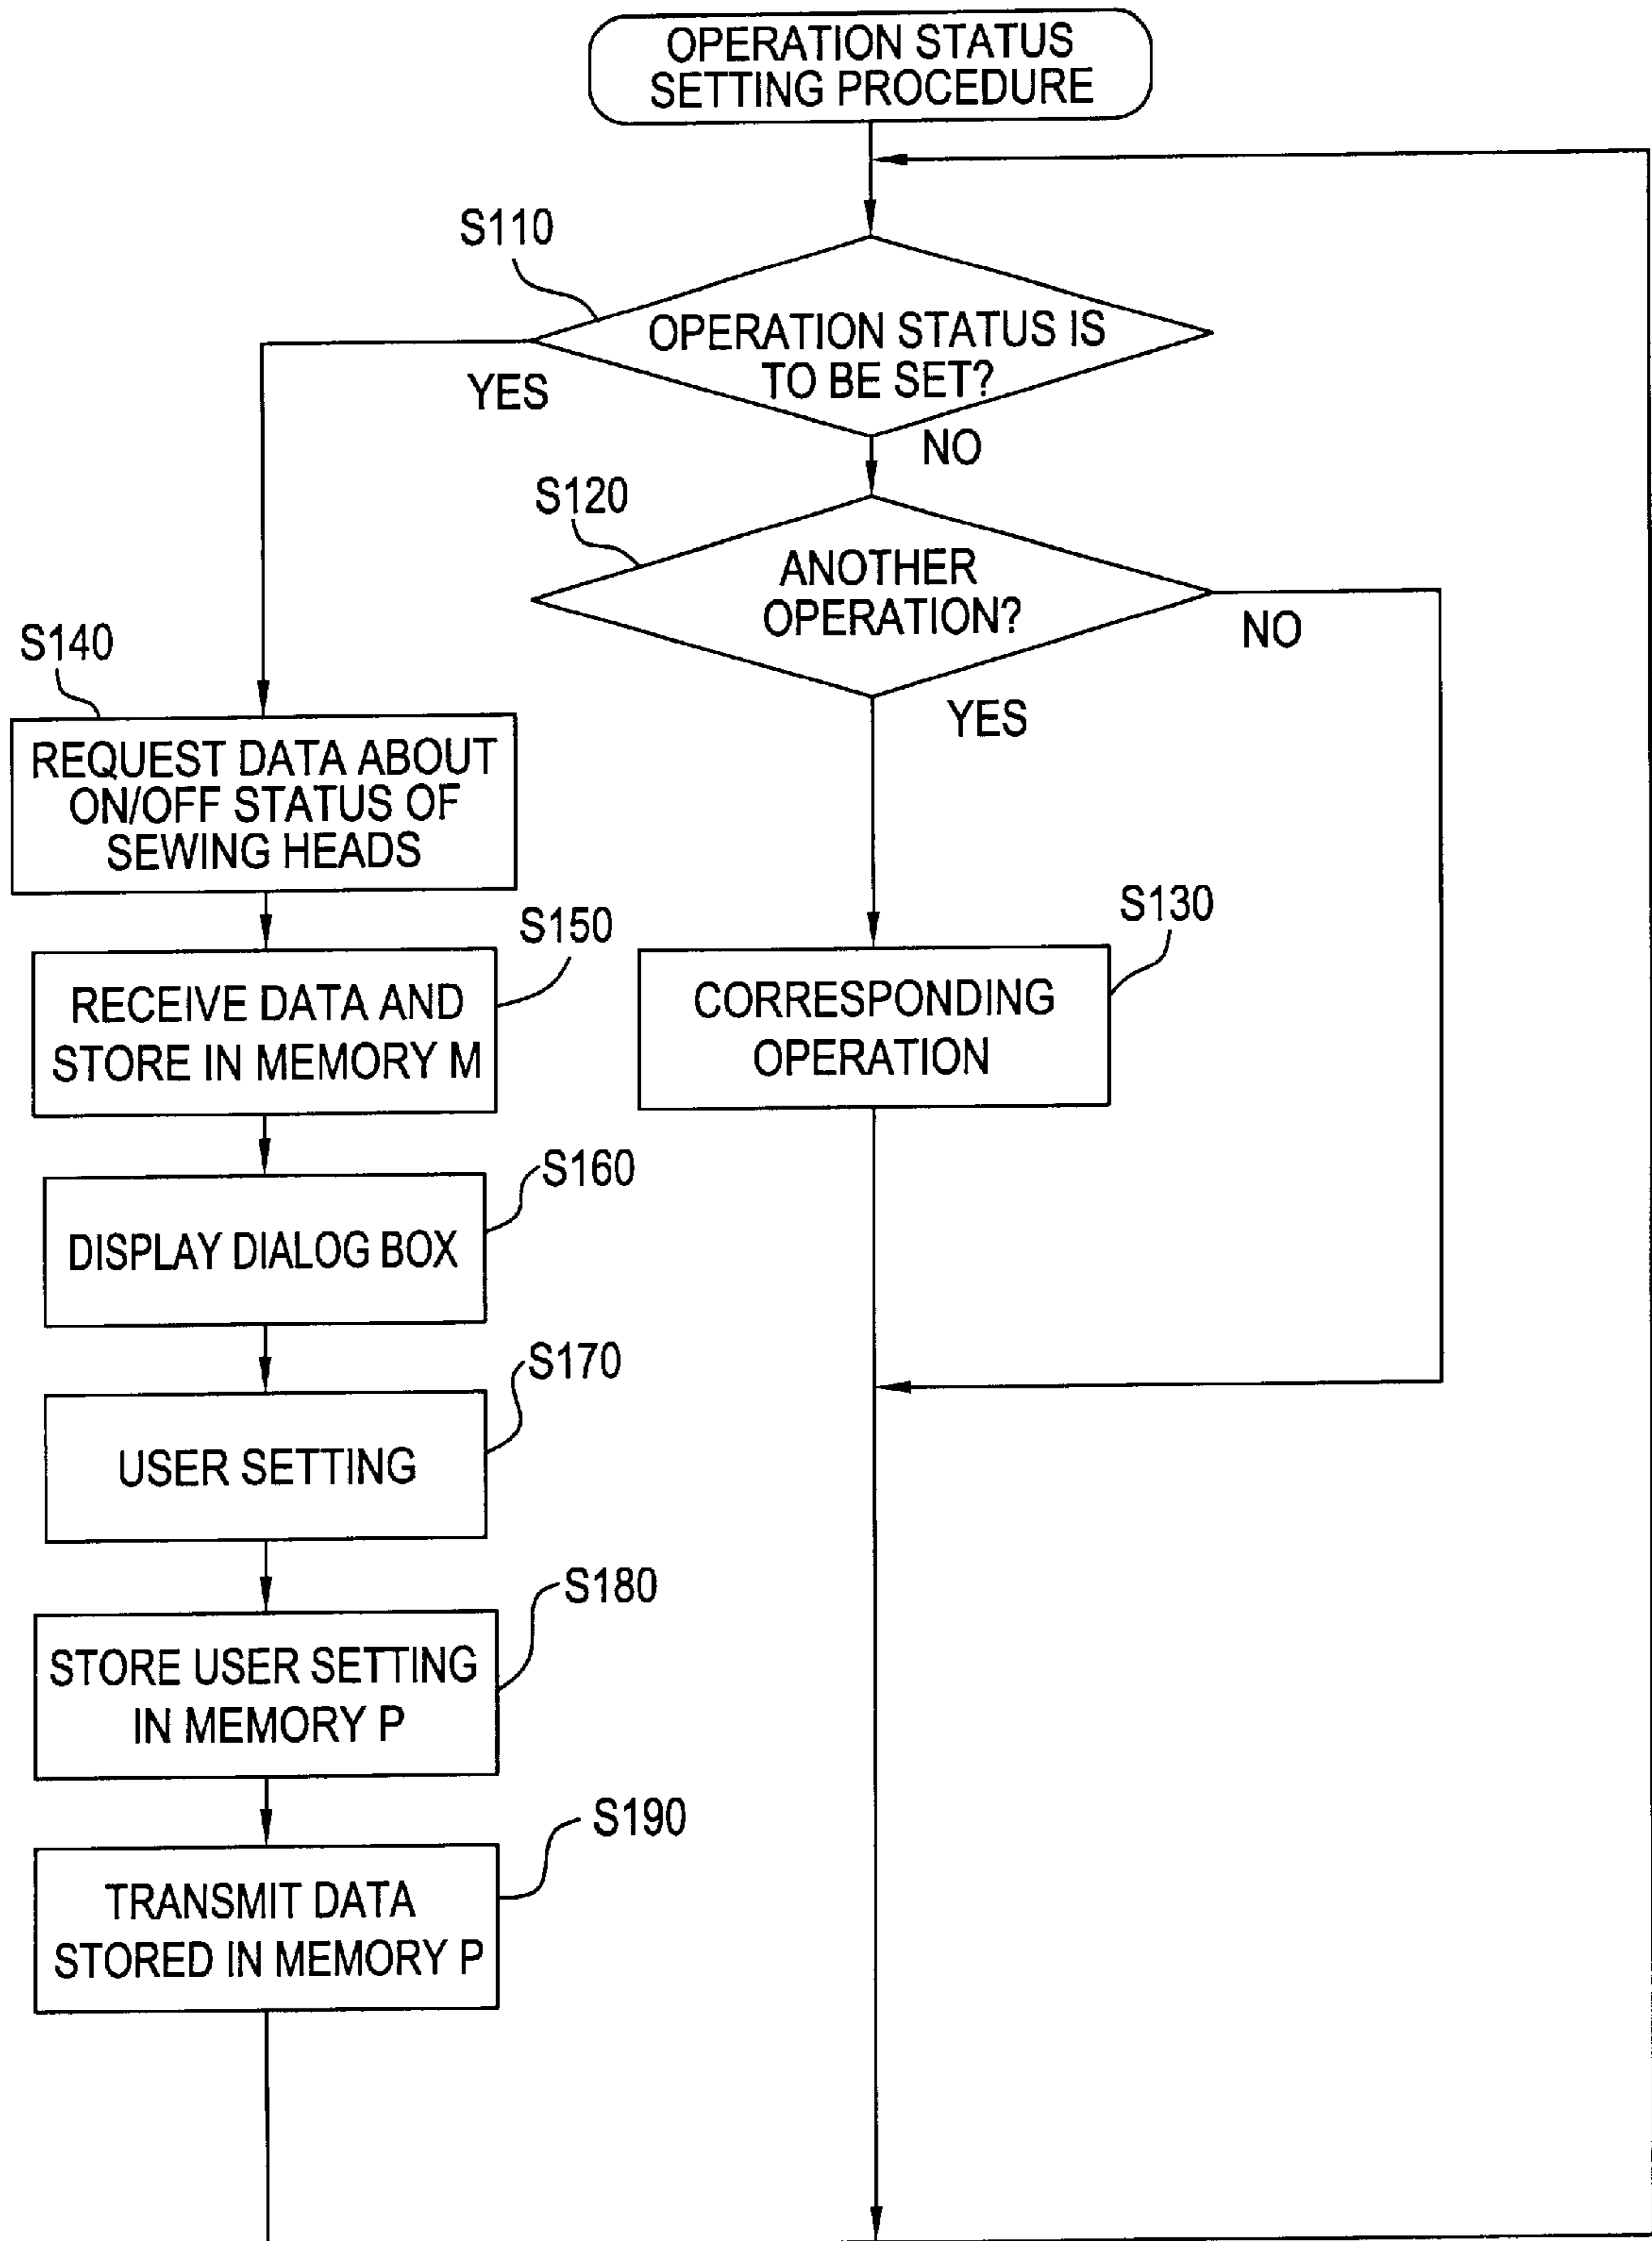 OPERATION STATUS
SETTING PROCEDURE
S110
OPERATION STATUS IS
TO BE SET?
YES
NO
S120
ANOTHER
OPERATION?
NO
YES
S130
CORRESPONDING
OPERATION
S140
REQUEST DATA ABOUT
ON/OFF STATUS OF
SEWING HEADS
S150
RECEIVE DATA AND
STORE IN MEMORY M
S160
DISPLAY DIALOG BOX
S170
USER SETTING
S180
STORE USER SETTING
IN MEMORY P
S190
TRANSMIT DATA
STORED IN MEMORY P